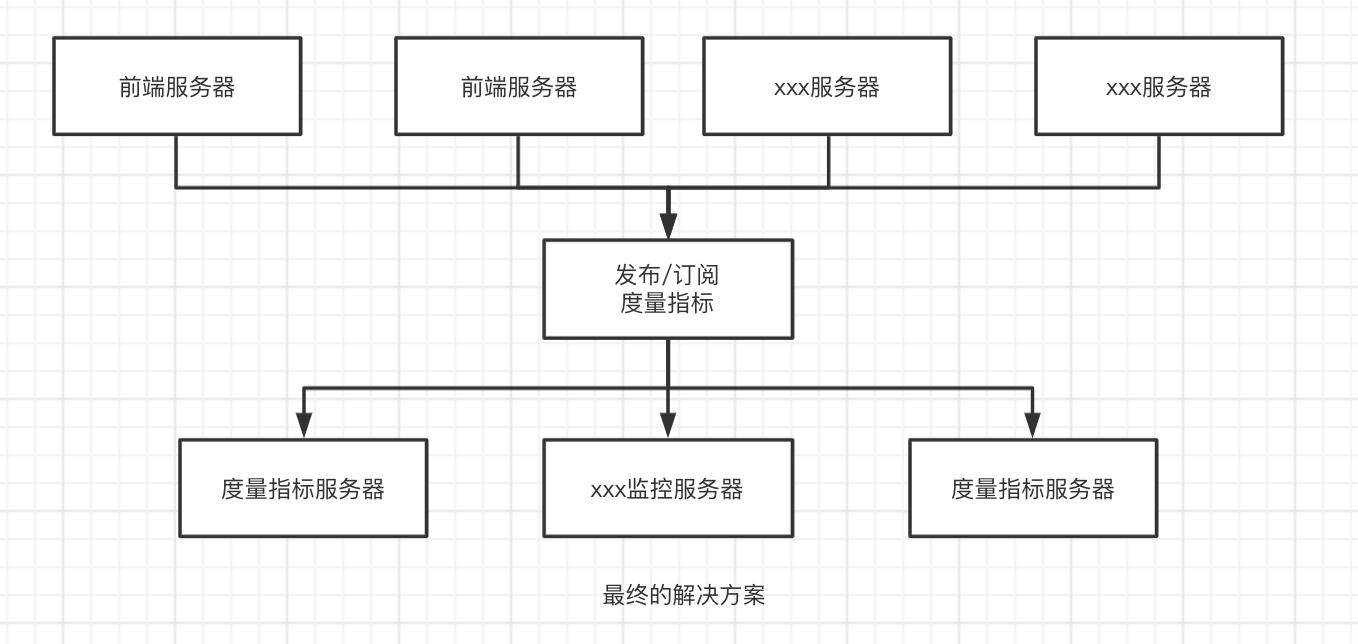 前端服务器
前端服务器
xxx服务器
xxx服务器
发布/订阅
度量指标
度量指标服务器
xxx监控服务器
度量指标服务器
最终的解决方案